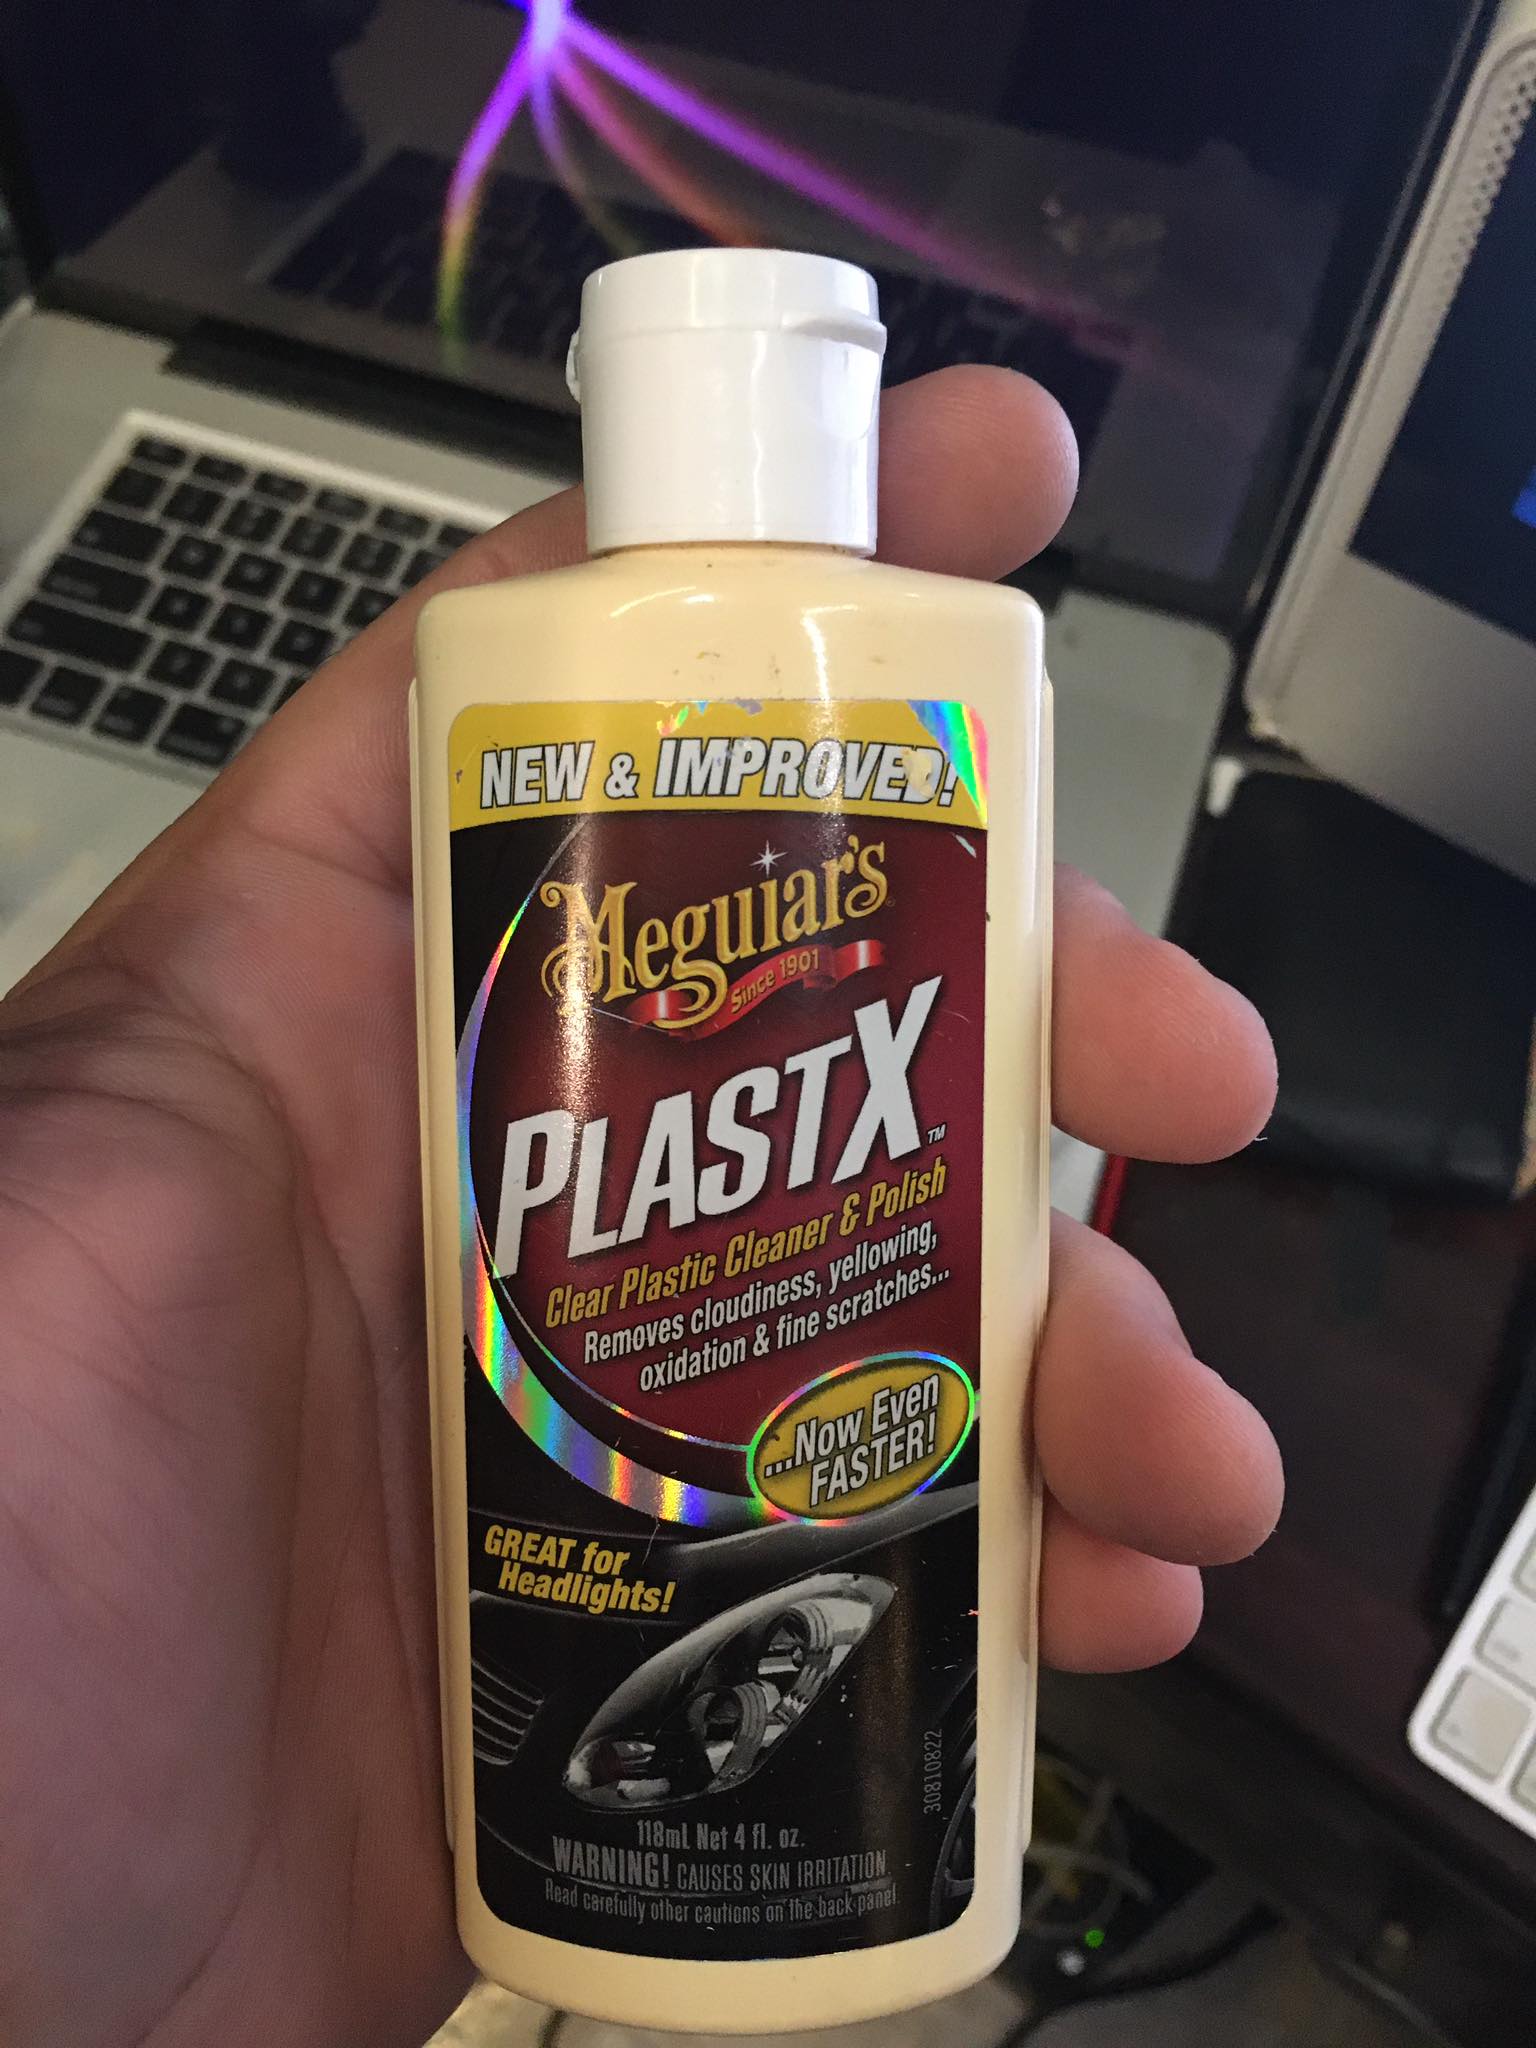 NEW & IMPROVED!
Meguiar's
Since 1901
PLASTX™
Clear Plastic Cleaner & Polish
Removes cloudiness, yellowing,
oxidation & fine scratches...
...Now Even
FASTER!
GREAT for
Headlights!
30810822
118mL Net 4 fl. oz.
WARNING! CAUSES SKIN IRRITATION.
Read carefully other cautions on the back panel.